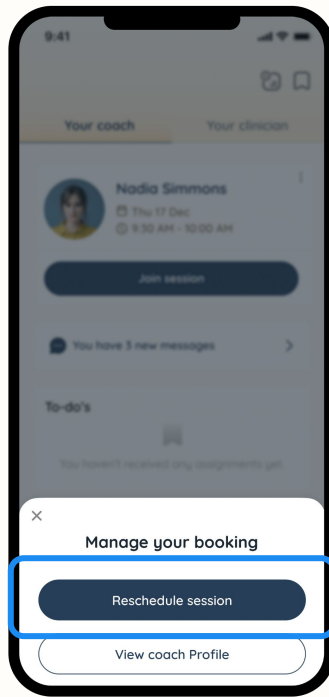 9:41
Your coach
Your clinician
Nadia Simmons
Thu 17 Dec
9:30 AM - 10:00 AM
Join session
You have 3 new messages
To-do's
You haven't received any assignments yet
Manage your booking
Reschedule session
View coach Profile